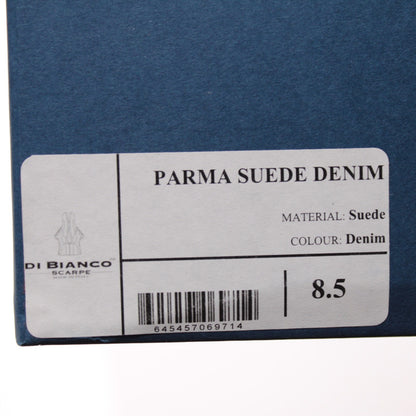 PARMA SUEDE DENIM
MATERIAL: Suede
COLOUR: Denim
DI BIANCO
SCARPE
8.5
645457069714